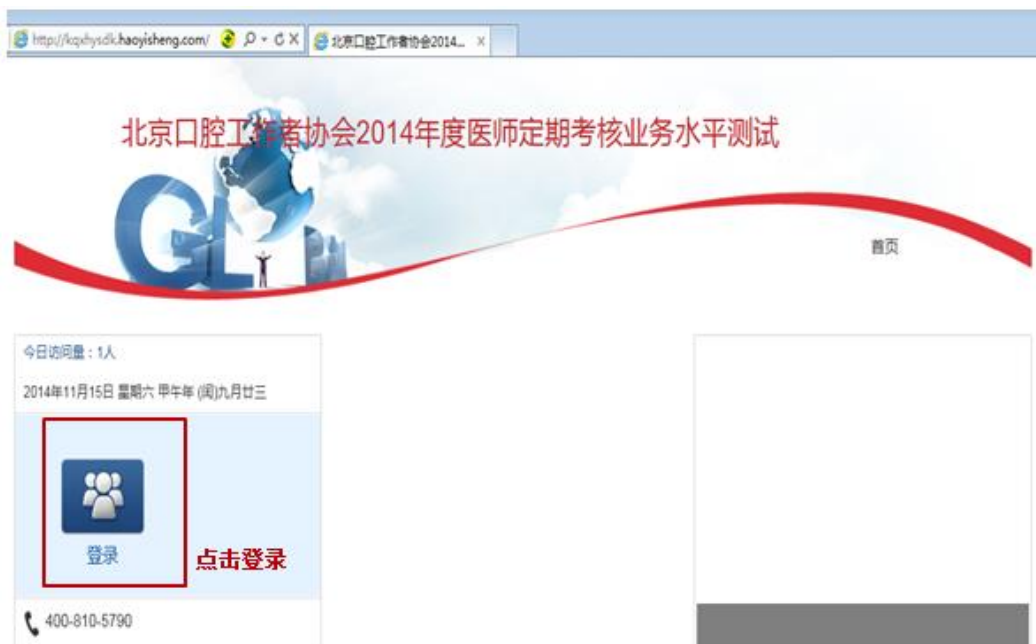 http://kqxhysdk.haoyisheng.com/
北京口腔工作者协会2014...
北京口腔工作者协会2014年度医师定期考核业务水平测试
首页
今日访问量：1人
2014年11月15日 星期六 甲午年 (闰)九月廿三
登录
点击登录
400-810-5790